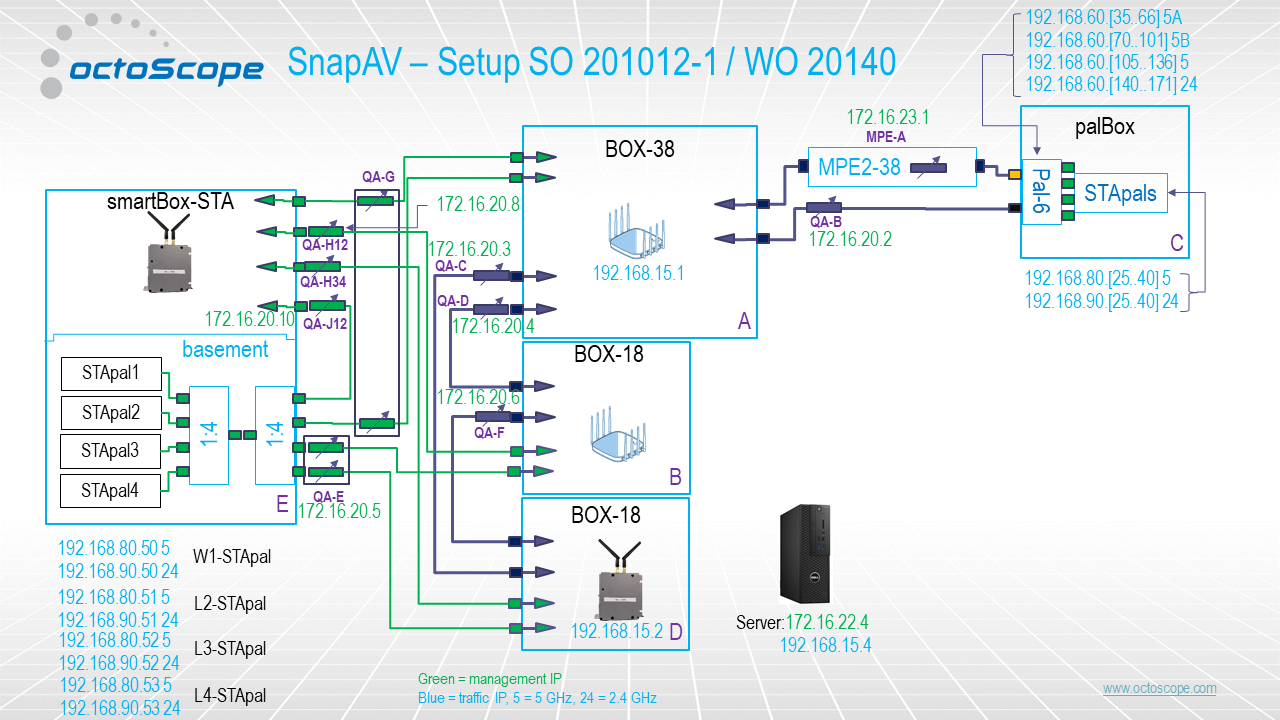 octoScope
SnapAV – Setup SO 201012-1 / WO 20140
192.168.60.[35..66] 5A
192.168.60.[70..101] 5B
192.168.60.[105..136] 5
192.168.60.[140..171] 24
palBox
Pal-6
STApals
C
192.168.80.[25..40] 5
192.168.90.[25..40] 24
172.16.23.1
MPE-A
MPE2-38
QA-B
172.16.20.2
BOX-38
192.168.15.1
A
smartBox-STA
QA-G
172.16.20.8
QA-H12
172.16.20.3
QA-C
QA-H34
QA-D
172.16.20.10
QA-J12
172.16.20.4
basement
BOX-18
STApal1
STApal2
STApal3
STApal4
1:4
1:4
172.16.20.6
QA-F
B
E
QA-E
172.16.20.5
BOX-18
192.168.15.2
D
192.168.80.50 5
192.168.90.50 24
W1-STApal
192.168.80.51 5
192.168.90.51 24
L2-STApal
192.168.80.52 5
192.168.90.52 24
L3-STApal
192.168.80.53 5
192.168.90.53 24
L4-STApal
DELL
Server:172.16.22.4
192.168.15.4
Green = management IP
Blue = traffic IP, 5 = 5 GHz, 24 = 2.4 GHz
www.octoscope.com